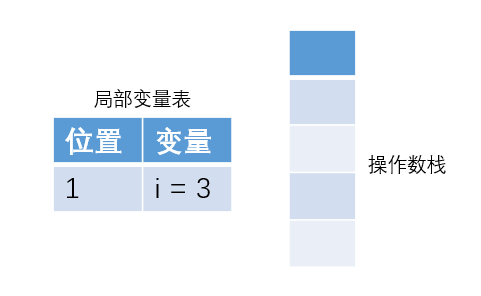 局部变量表
位置 变量
1 i = 3
操作数栈